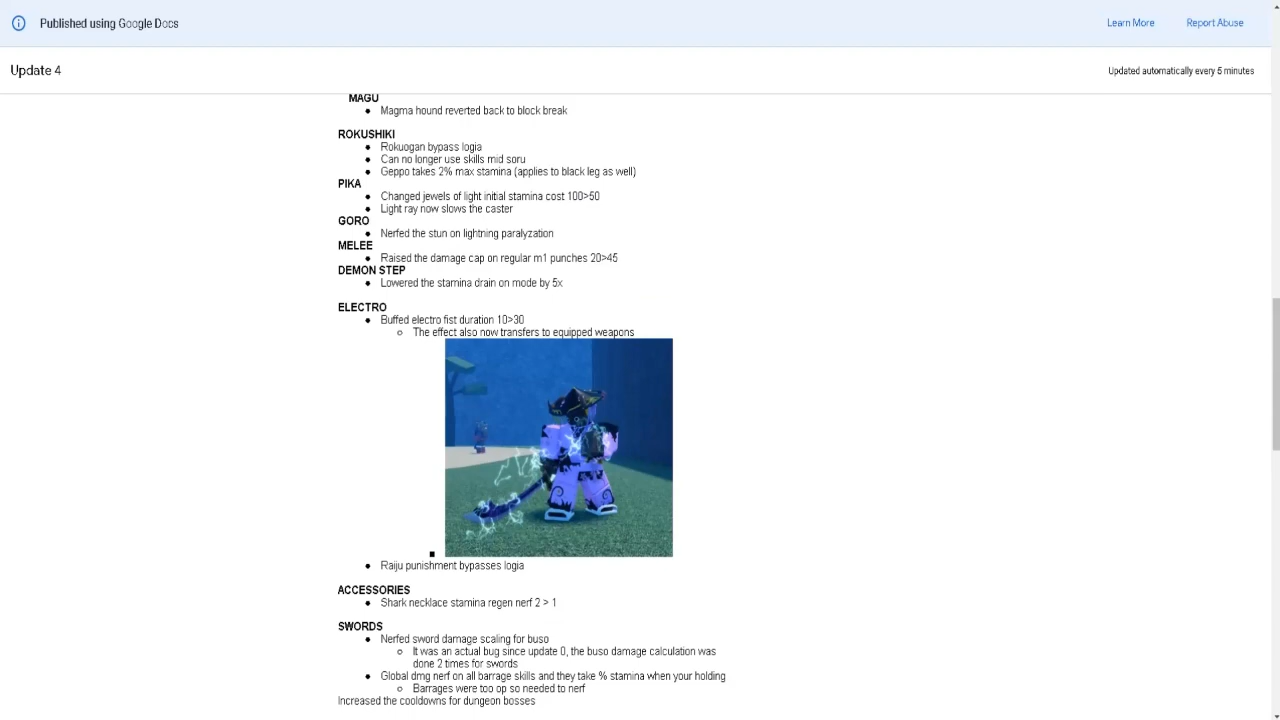 Published using Google Docs
Learn More
Report Abuse
Update 4
Updated automatically every 5 minutes
MAGU
● Magma hound reverted back to block break
ROKUSHIKI
● Rokuogan bypass logia
● Can no longer use skills mid soru
● Geppo takes 2% max stamina (applies to black leg as well)
PIKA
● Changed jewels of light initial stamina cost 100>50
● Light ray now slows the caster
GORO
● Nerfed the stun on lightning paralyzation
MELEE
● Raised the damage cap on regular m1 punches 20>45
DEMON STEP
● Lowered the stamina drain on mode by 5x
ELECTRO
● Buffed electro fist duration 10>30
○ The effect also now transfers to equipped weapons
● Raiju punishment bypasses logia
ACCESSORIES
● Shark necklace stamina regen nerf 2 > 1
SWORDS
● Nerfed sword damage scaling for buso
○ It was an actual bug since update 0, the buso damage calculation was
done 2 times for swords
● Global dmg nerf on all barrage skills and they take % stamina when your holding
○ Barrages were too op so needed to nerf
Increased the cooldowns for dungeon bosses